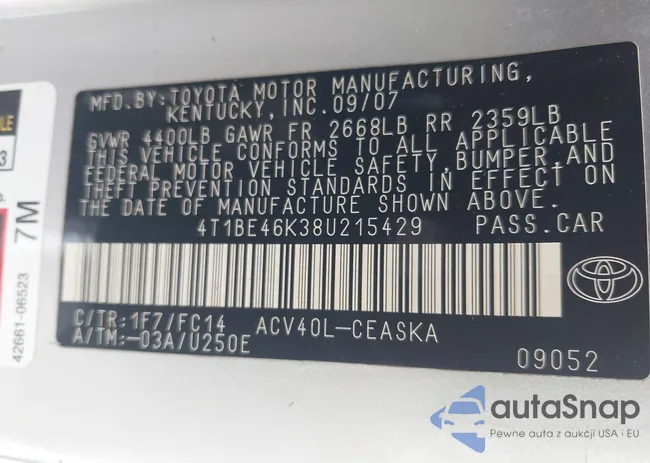 MFD.BY:TOYOTA MOTOR MANUFACTURING,
KENTUCKY,INC.09/07
GVWR 4400LB GAWR FR 2668LB RR 2359LB
THIS VEHICLE CONFORMS TO ALL APPLICABLE
FEDERAL MOTOR VEHICLE SAFETY,BUMPER,AND
THEFT PREVENTION STANDARDS IN EFFECT ON
THE DATE OF MANUFACTURE SHOWN ABOVE.
4T1BE46K38U215429 PASS.CAR
C/TR:1F7/FC14 ACV40L-CEASKA
A/TM:-03A/U250E
09052
7M
42661-06523
autaSnap
Pewne auta z aukcji USA i EU